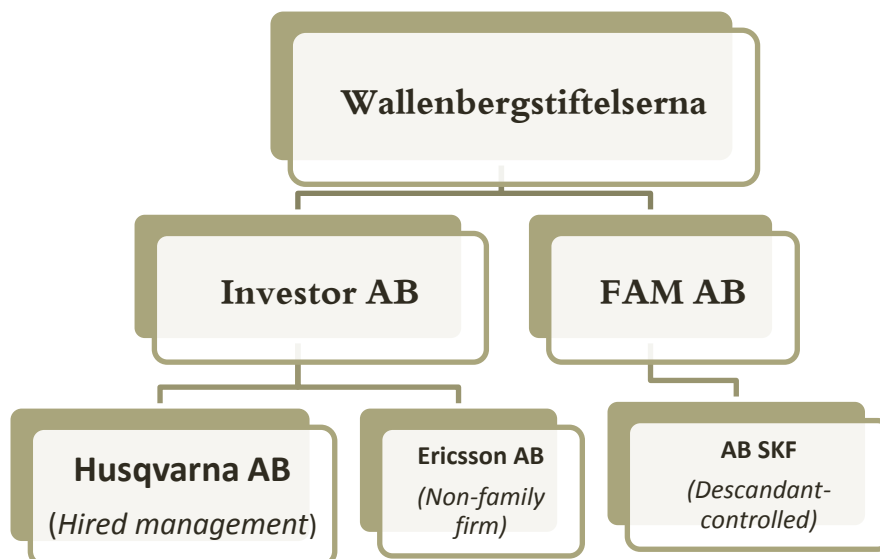 Wallenbergstiftelserna
Investor AB
FAM AB
Husqvarna AB
(Hired management)
Ericsson AB
(Non-family
firm)
AB SKF
(Descandant-
controlled)